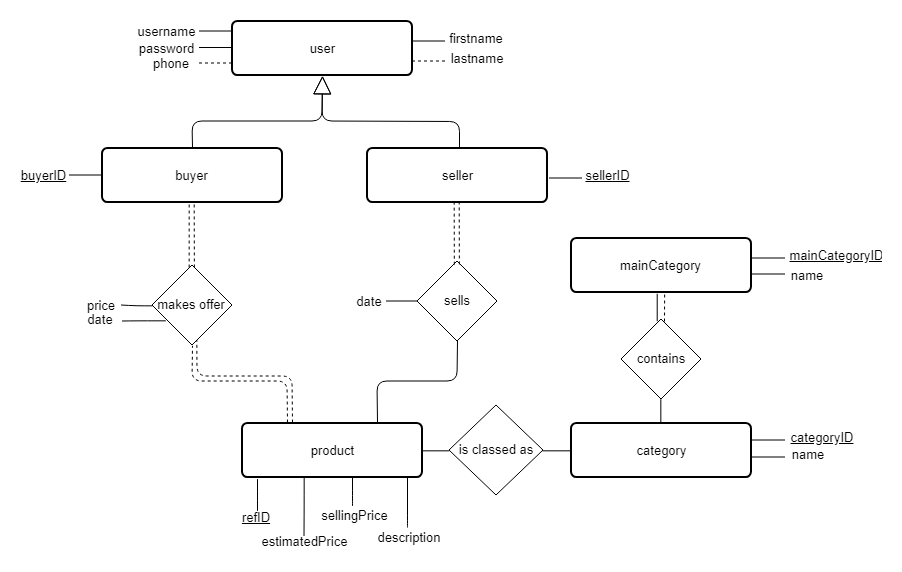 username
password
phone
user
firstname
lastname
buyerID
buyer
seller
sellerID
mainCategory
mainCategoryID
name
price
date
makes offer
date
sells
contains
product
is classed as
category
categoryID
name
refID
sellingPrice
estimatedPrice
description